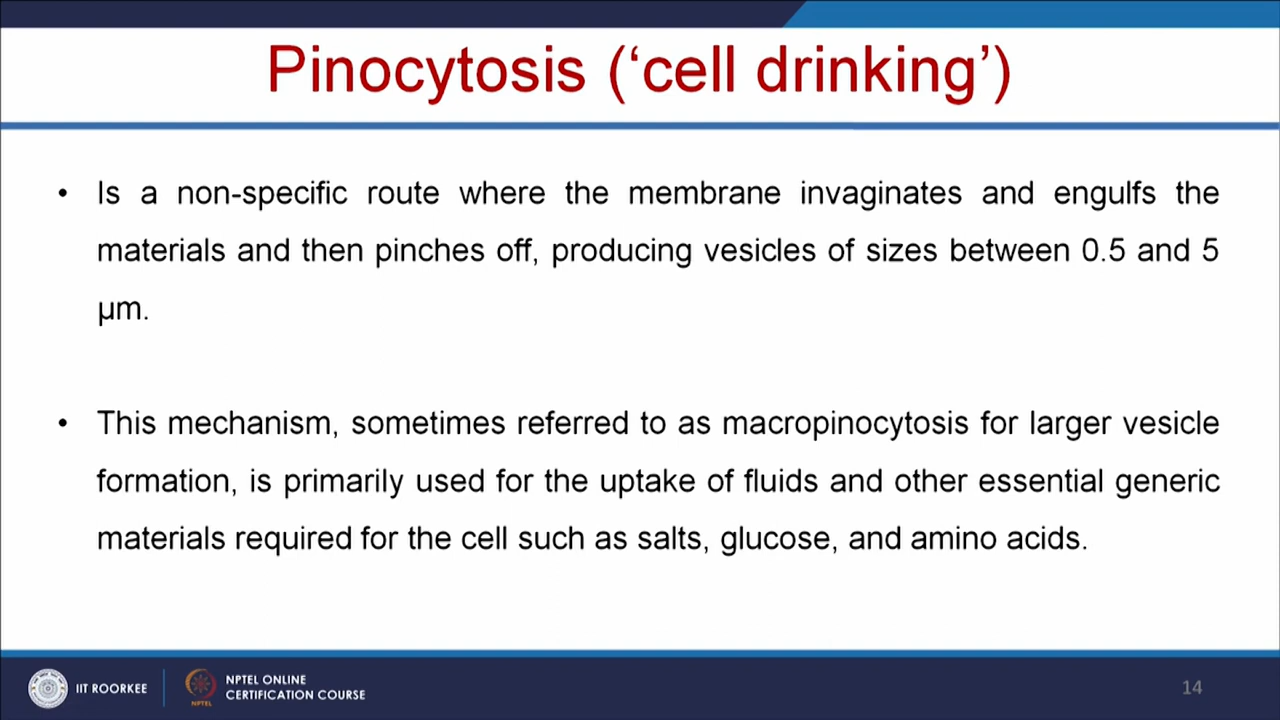 Pinocytosis (‘cell drinking’)
• Is a non-specific route where the membrane invaginates and engulfs the
materials and then pinches off, producing vesicles of sizes between 0.5 and 5
µm.
• This mechanism, sometimes referred to as macropinocytosis for larger vesicle
formation, is primarily used for the uptake of fluids and other essential generic
materials required for the cell such as salts, glucose, and amino acids.
IIT ROORKEE
NPTEL
NPTEL ONLINE
CERTIFICATION COURSE
14